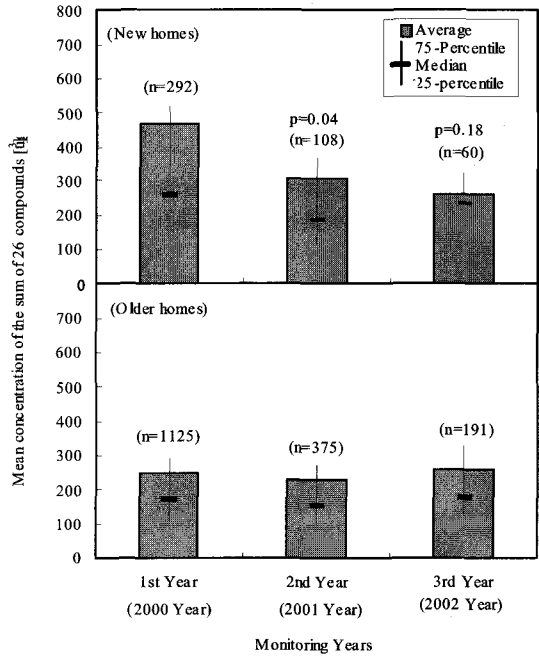 Mean concentration of the sum of 26 compounds
800
700
600
500
400
300
200
100
0
(New homes)
Average
75-Percentile
Median
25-percentile
(n=292)
p=0.04
(n=108)
p=0.18
(n=60)
700
600
500
400
300
200
100
0
(Older homes)
(n=1125)
(n=375)
(n=191)
1st Year
2nd Year
3rd Year
(2000 Year)
(2001 Year)
(2002 Year)
Monitoring Years